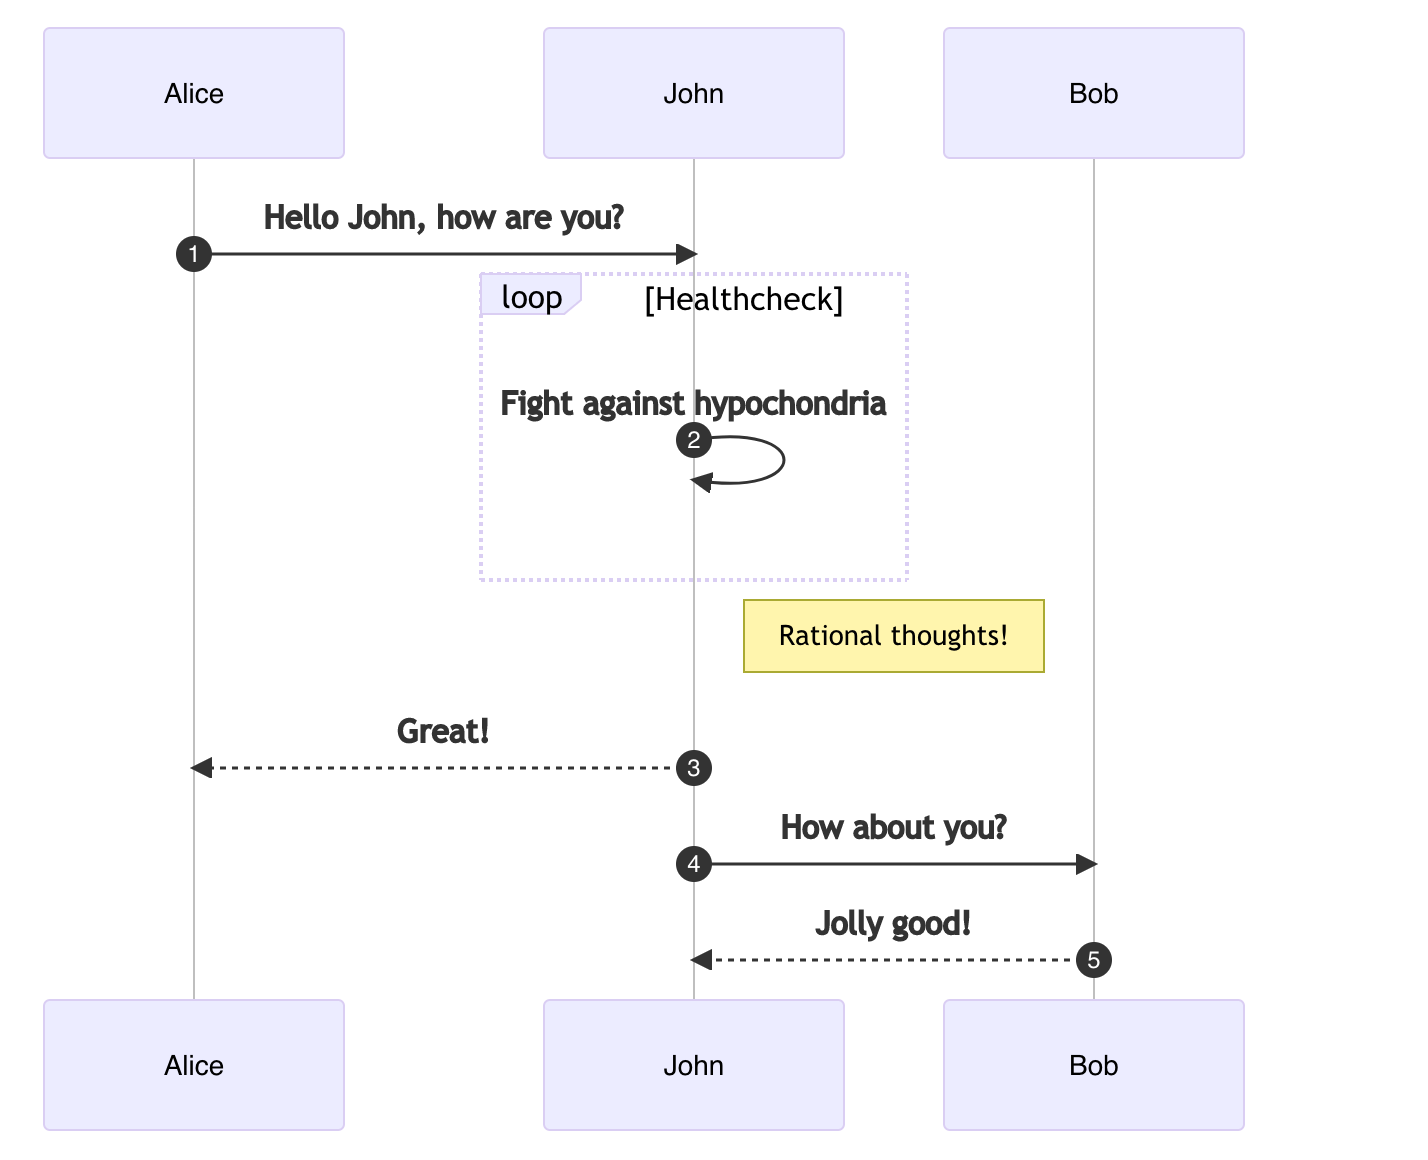 Alice
John
Bob
Hello John, how are you?
1
loop
[Healthcheck]
Fight against hypochondria
2
Rational thoughts!
Great!
3
How about you?
4
Jolly good!
5
Alice
John
Bob